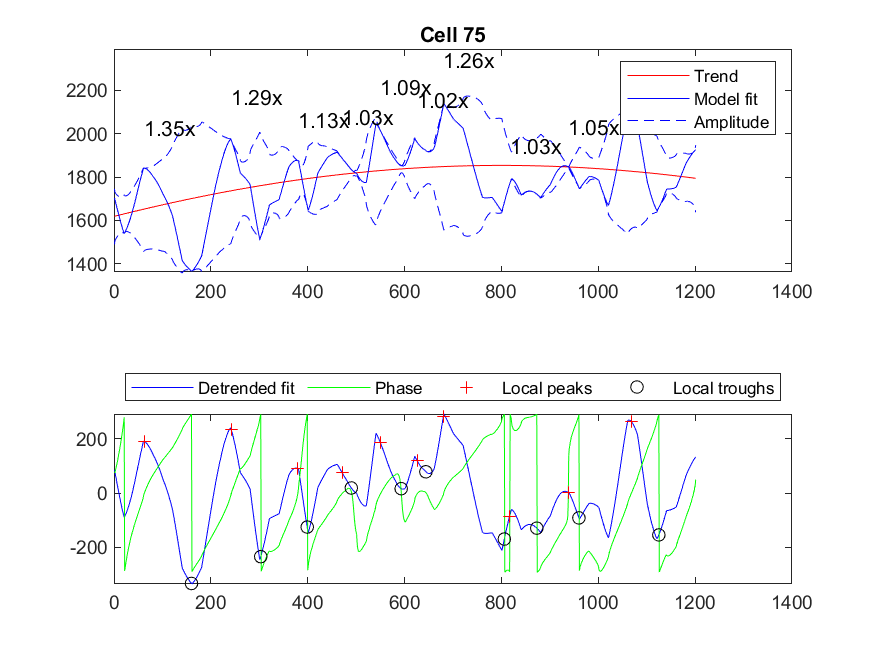 Cell 75
1.26x
1.09x
1.29x
1.02x
1.35x
1.13x
1.03x
1.05x
1.03x
Trend
Model fit
Amplitude
2200
2000
1800
1600
1400
0 200 400 600 800 1000 1200 1400
Detrended fit Phase Local peaks Local troughs
200
0
-200
0 200 400 600 800 1000 1200 1400